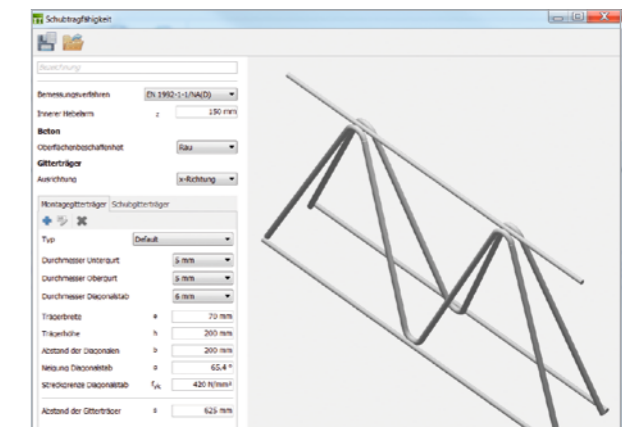 Schubtragfähigkeit
Bezeichnung
Bemessungsverfahren EN 1992-1-1/NA(D)
Innerer Hebelarm z 150 mm
Beton
Oberflächenbeschaffenheit Rau
Gitterträger
Ausrichtung x-Richtung
Montagegitterträger Schubgitterträger
Typ Default
Durchmesser Untergurt 5 mm
Durchmesser Obergurt 5 mm
Durchmesser Diagonalstab 6 mm
Trägerbreite a 70 mm
Trägerhöhe h 200 mm
Abstand der Diagonalen b 200 mm
Neigung Diagonalstab α 65.4 °
Streckgrenze Diagonalstab fyk 420 N/mm²
Abstand der Gitterträger s 625 mm